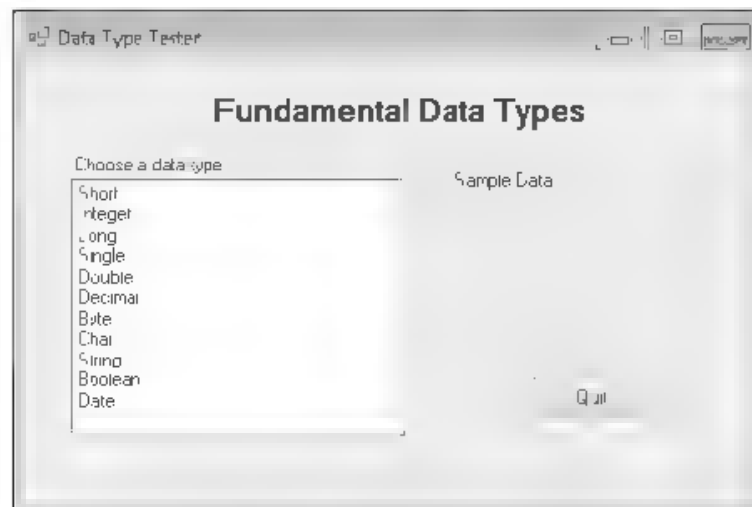 Data Type Tester
Fundamental Data Types
Choose a data type
Sample Data
Short
Integer
Long
Single
Double
Decimal
Byte
Char
String
Boolean
Date
Quit